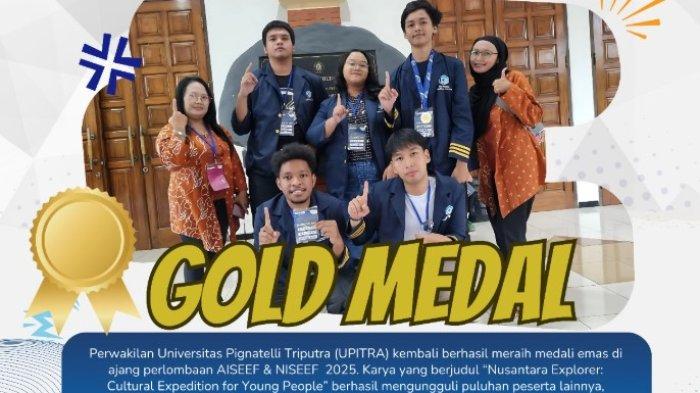 GOLD MEDAL
Perwakilan Universitas Pignatelli Triputra (UPITRA) kembali berhasil meraih medali emas di
ajang perlombaan AISEEF & NISEEF 2025. Karya yang berjudul “Nusantara Explorer:
Cultural Expedition for Young People” berhasil mengungguli puluhan peserta lainnya,